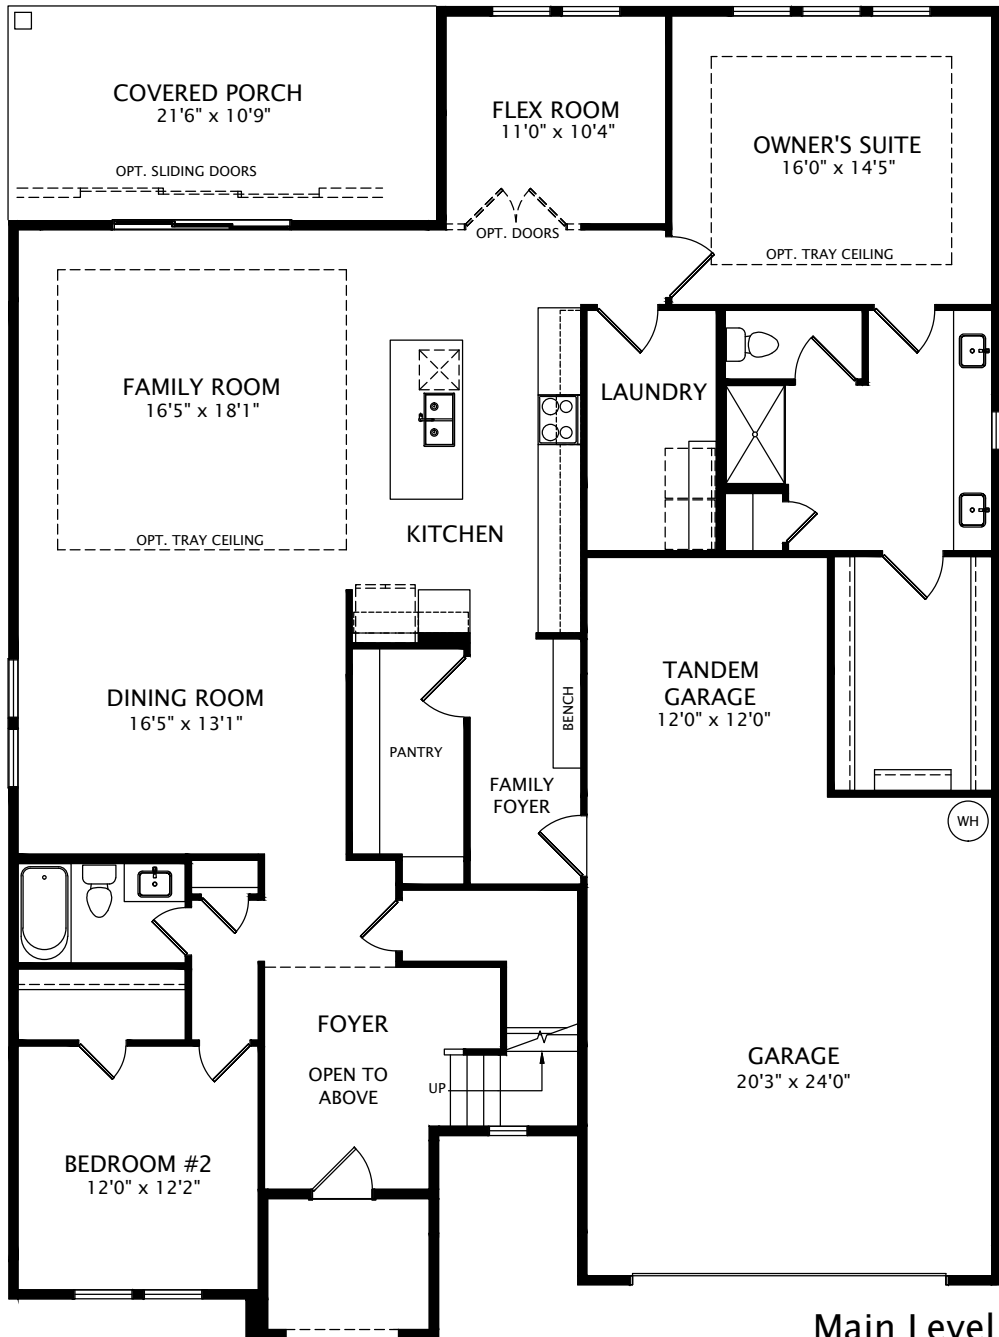 COVERED PORCH
21'6" x 10'9"
OPT. SLIDING DOORS
FLEX ROOM
11'0" x 10'4"
OPT. DOORS
OWNER'S SUITE
16'0" x 14'5"
OPT. TRAY CEILING
FAMILY ROOM
16'5" x 18'1"
OPT. TRAY CEILING
KITCHEN
LAUNDRY
DINING ROOM
16'5" x 13'1"
PANTRY
BENCH
FAMILY
FOYER
TANDEM
GARAGE
12'0" x 12'0"
WH
FOYER
OPEN TO
ABOVE
UP
GARAGE
20'3" x 24'0"
BEDROOM #2
12'0" x 12'2"
Main Level